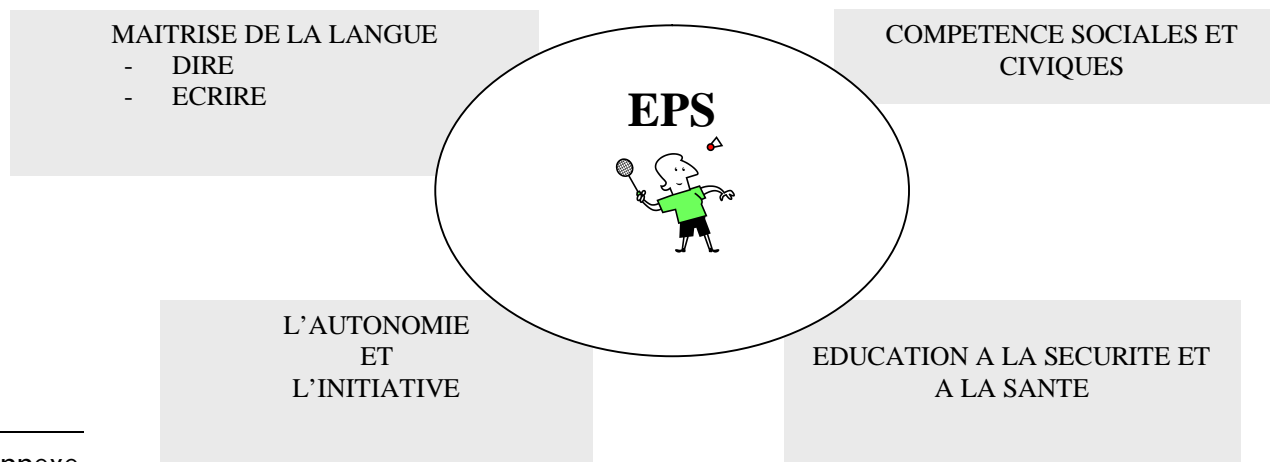 MAITRISE DE LA LANGUE
- DIRE
- ECRIRE
EPS
COMPETENCE SOCIALES ET
CIVIQUES
L’AUTONOMIE
ET
L’INITIATIVE
EDUCATION A LA SECURITE ET
A LA SANTE